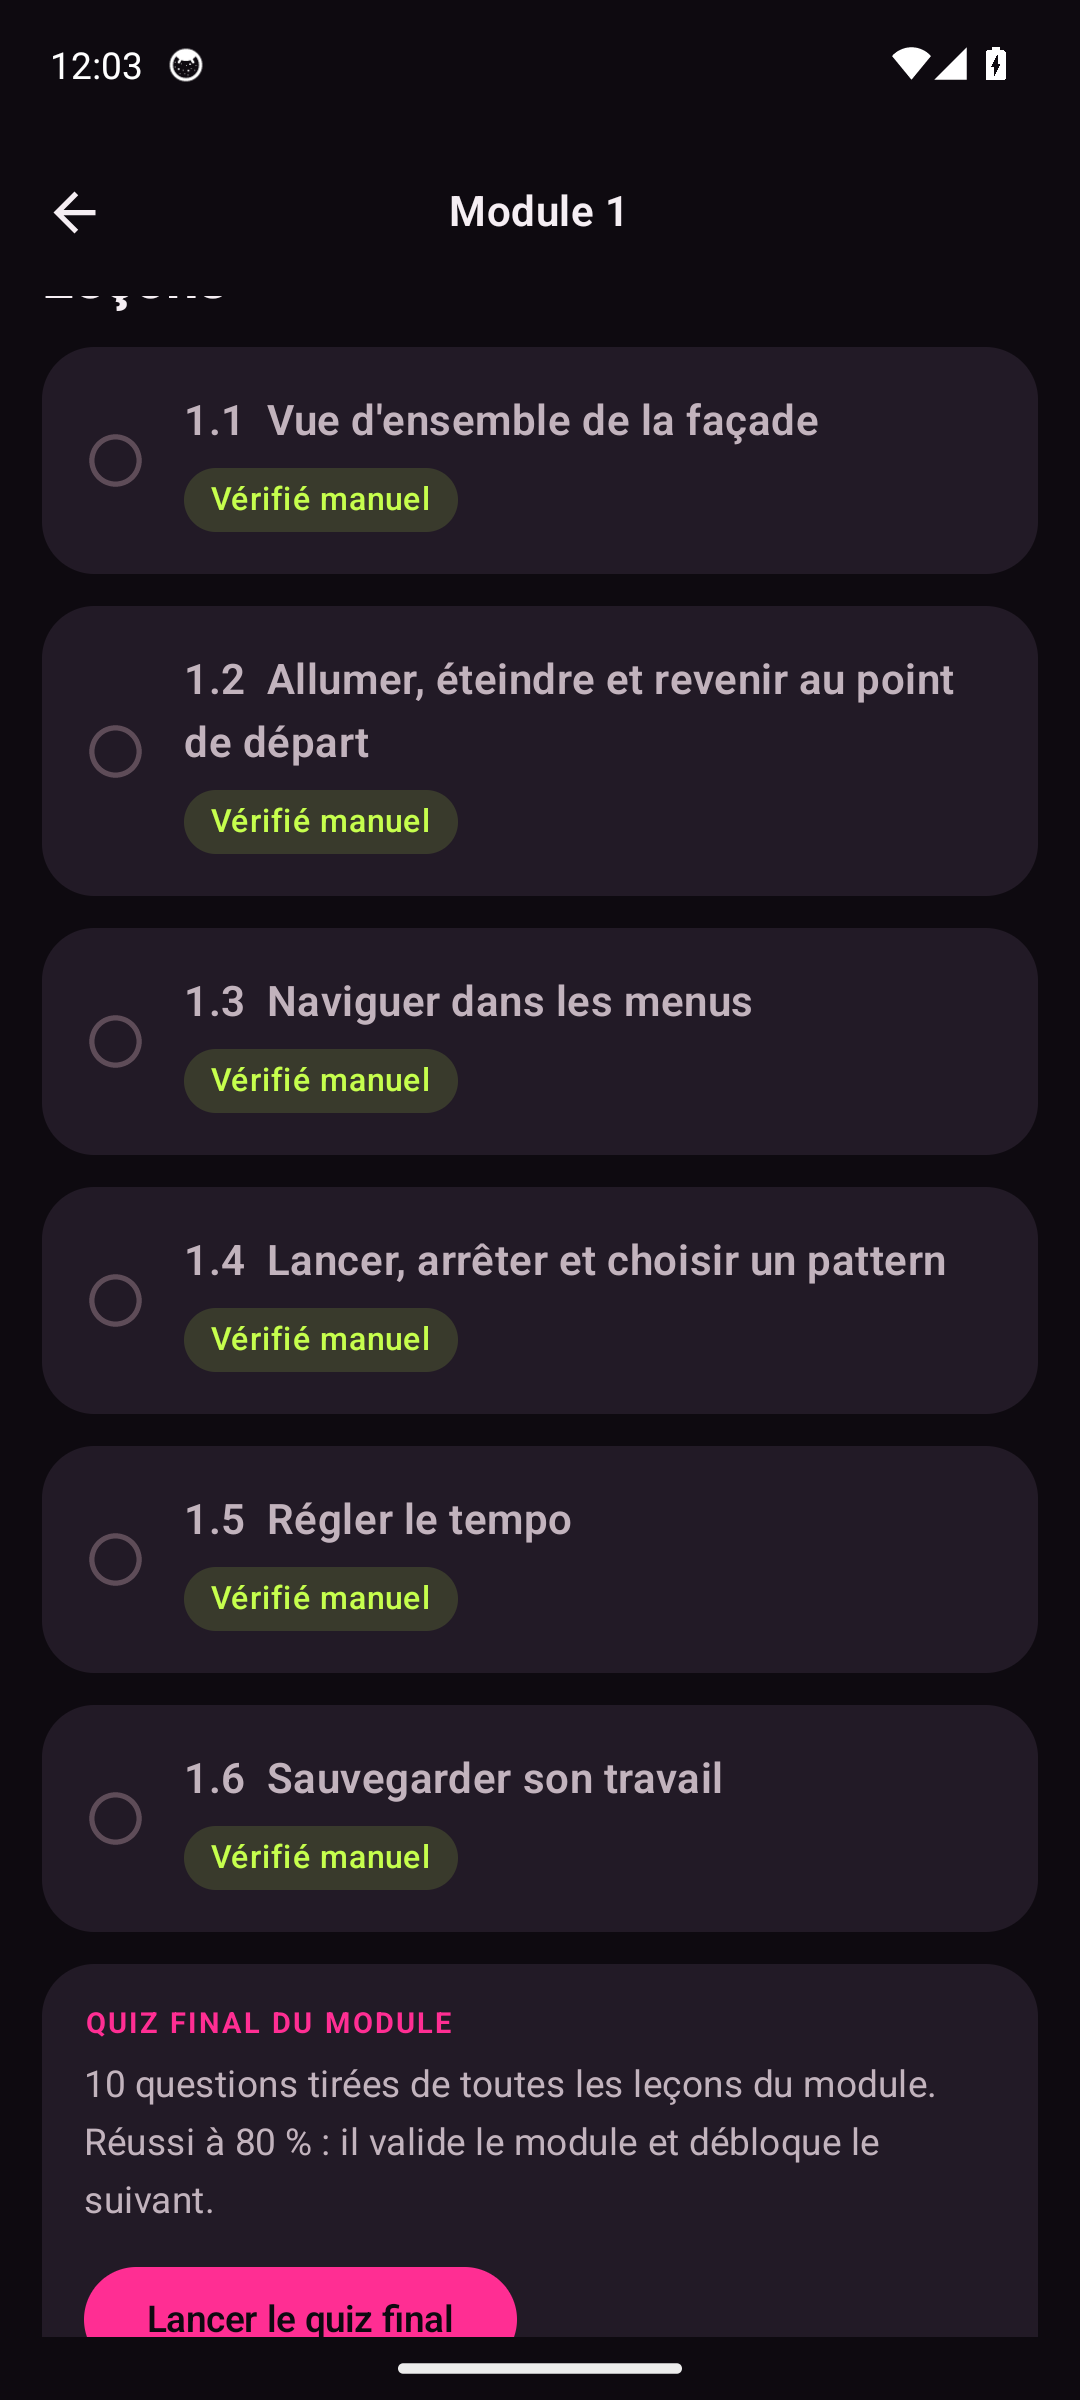 12:03
Module 1
Leçons
1.1 Vue d'ensemble de la façade
Vérifié manuel
1.2 Allumer, éteindre et revenir au point
de départ
Vérifié manuel
1.3 Naviguer dans les menus
Vérifié manuel
1.4 Lancer, arrêter et choisir un pattern
Vérifié manuel
1.5 Régler le tempo
Vérifié manuel
1.6 Sauvegarder son travail
Vérifié manuel
QUIZ FINAL DU MODULE
10 questions tirées de toutes les leçons du module.
Réussi à 80 % : il valide le module et débloque le
suivant.
Lancer le quiz final